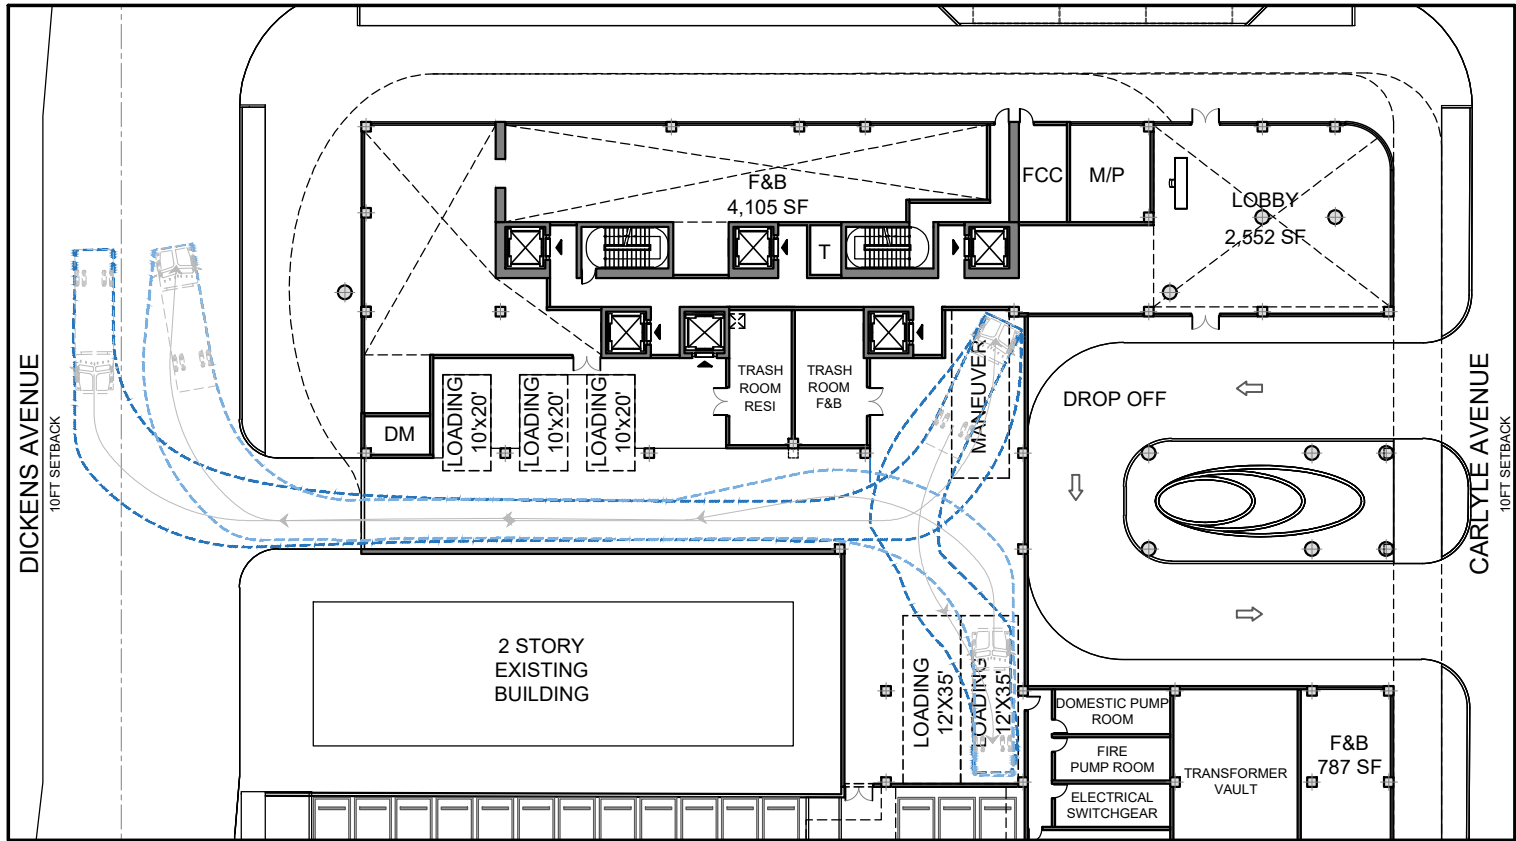 F&B
4,105 SF
FCC
M/P
LOBBY
2,552 SF
T
DICKENS AVENUE
10FT SETBACK
DM
LOADING
10'x20'
LOADING
10'x20'
LOADING
10'x20'
TRASH
ROOM
RESI
TRASH
ROOM
F&B
MANEUVER
DROP OFF
CARLYLE AVENUE
10FT SETBACK
2 STORY
EXISTING
BUILDING
LOADING
12'X35'
LOADING
12'X35'
DOMESTIC PUMP
ROOM
FIRE
PUMP ROOM
ELECTRICAL
SWITCHGEAR
TRANSFORMER
VAULT
F&B
787 SF